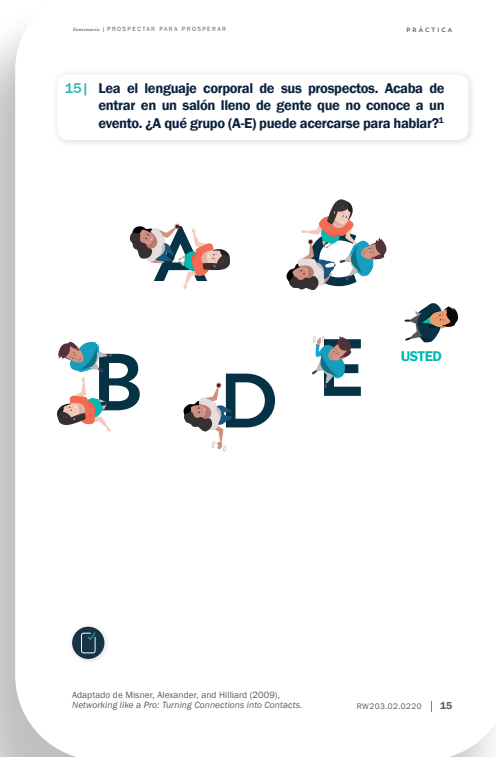 Seminario | PROSPECTAR PARA PROSPERAR
PRÁCTICA
15| Lea el lenguaje corporal de sus prospectos. Acaba de
entrar en un salón lleno de gente que no conoce a un
evento. ¿A qué grupo (A-E) puede acercarse para hablar?¹
A
C
USTED
B
E
D
Adaptado de Misner, Alexander, and Hilliard (2009),
Networking like a Pro: Turning Connections into Contacts.
RW203.02.0220 | 15